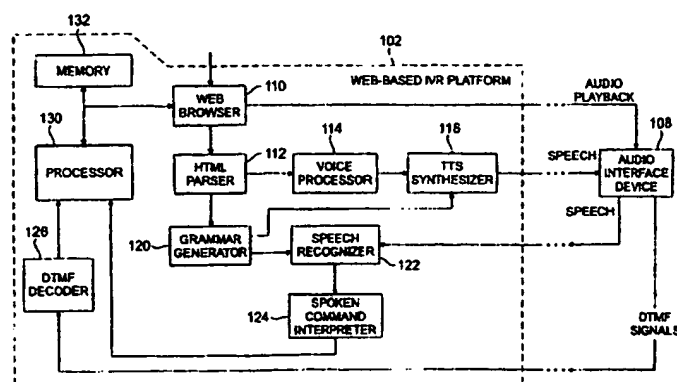 132
MEMORY
102
WEB-BASED IVR PLATFORM
110
WEB
BROWSER
AUDIO
PLAYBACK
130
PROCESSOR
108
AUDIO
INTERFACE
DEVICE
112
HTML
PARSER
114
VOICE
PROCESSOR
116
TTS
SYNTHESIZER
SPEECH
SPEECH
120
GRAMMAR
GENERATOR
SPEECH
RECOGNIZER
122
126
DTMF
DECODER
124
SPOKEN
COMMAND
INTERPRETER
DTMF
SIGNALS